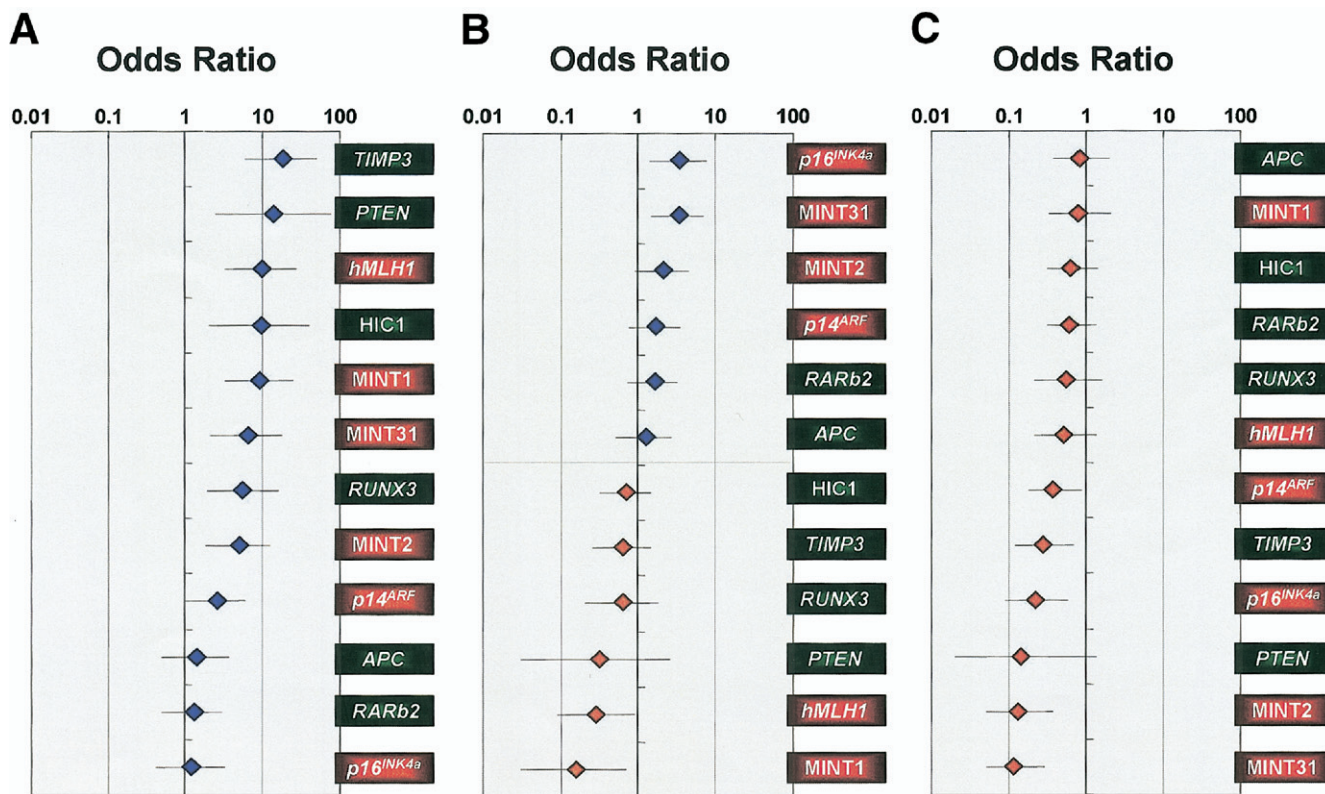 A
Odds Ratio
0.01 0.1 1 10 100
TIMP3
PTEN
hMLH1
HIC1
MINT1
MINT31
RUNX3
MINT2
p14ARF
APC
RARb2
p16INK4a
B
Odds Ratio
0.01 0.1 1 10 100
p16INK4a
MINT31
MINT2
p14ARF
RARb2
APC
HIC1
TIMP3
RUNX3
PTEN
hMLH1
MINT1
C
Odds Ratio
0.01 0.1 1 10 100
APC
MINT1
HIC1
RARb2
RUNX3
hMLH1
p14ARF
TIMP3
p16INK4a
PTEN
MINT2
MINT31